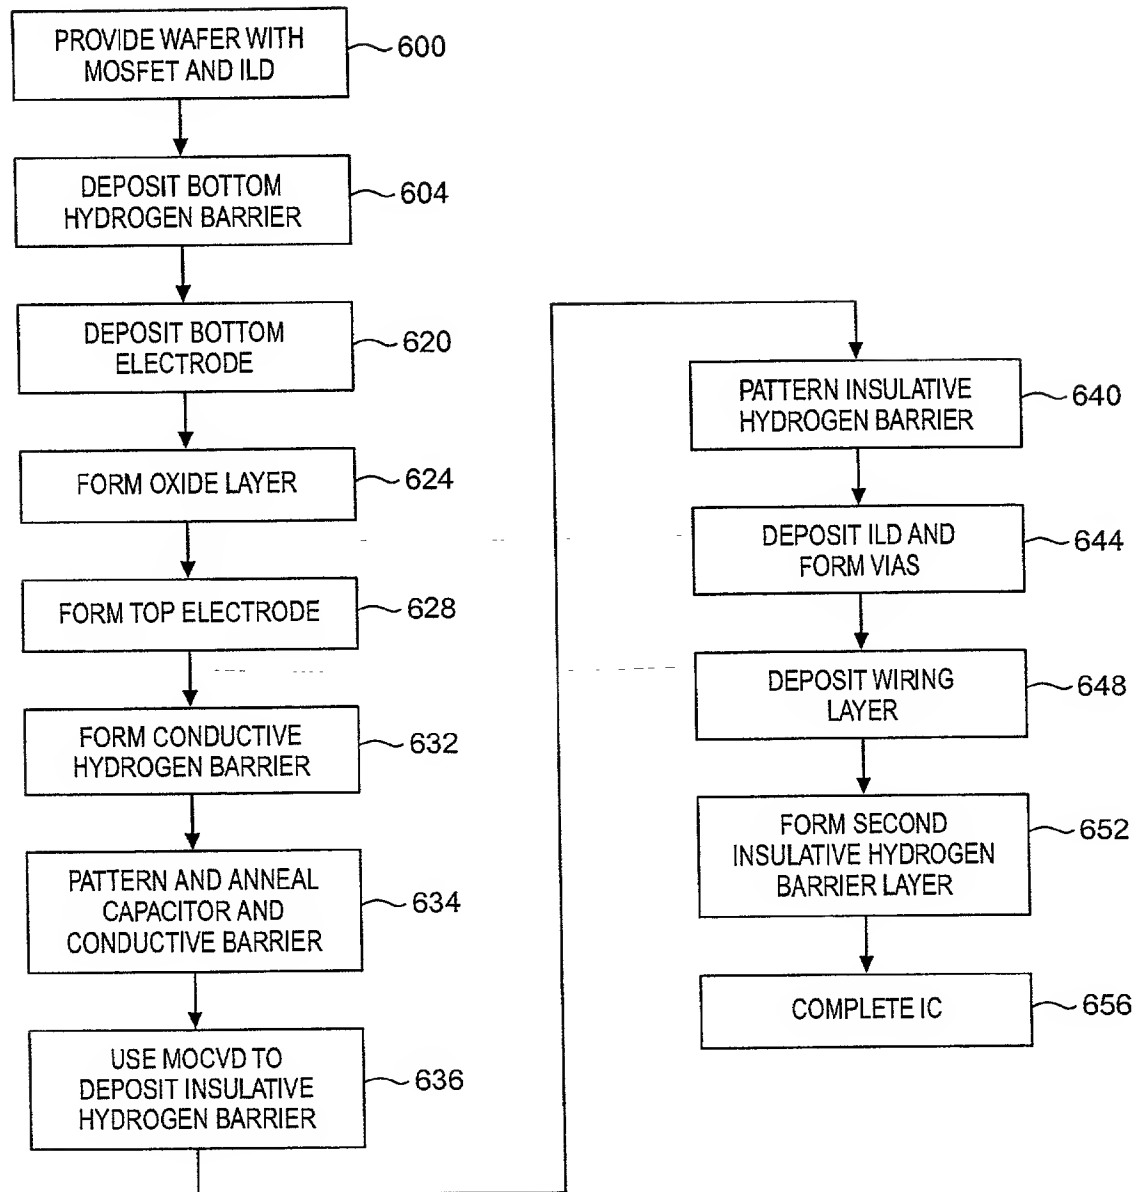 PROVIDE WAFER WITH
MOSFET AND ILD
600
DEPOSIT BOTTOM
HYDROGEN BARRIER
604
DEPOSIT BOTTOM
ELECTRODE
620
FORM OXIDE LAYER
624
FORM TOP ELECTRODE
628
FORM CONDUCTIVE
HYDROGEN BARRIER
632
PATTERN AND ANNEAL
CAPACITOR AND
CONDUCTIVE BARRIER
634
USE MOCVD TO
DEPOSIT INSULATIVE
HYDROGEN BARRIER
636
PATTERN INSULATIVE
HYDROGEN BARRIER
640
DEPOSIT ILD AND
FORM VIAS
644
DEPOSIT WIRING
LAYER
648
FORM SECOND
INSULATIVE HYDROGEN
BARRIER LAYER
652
COMPLETE IC
656